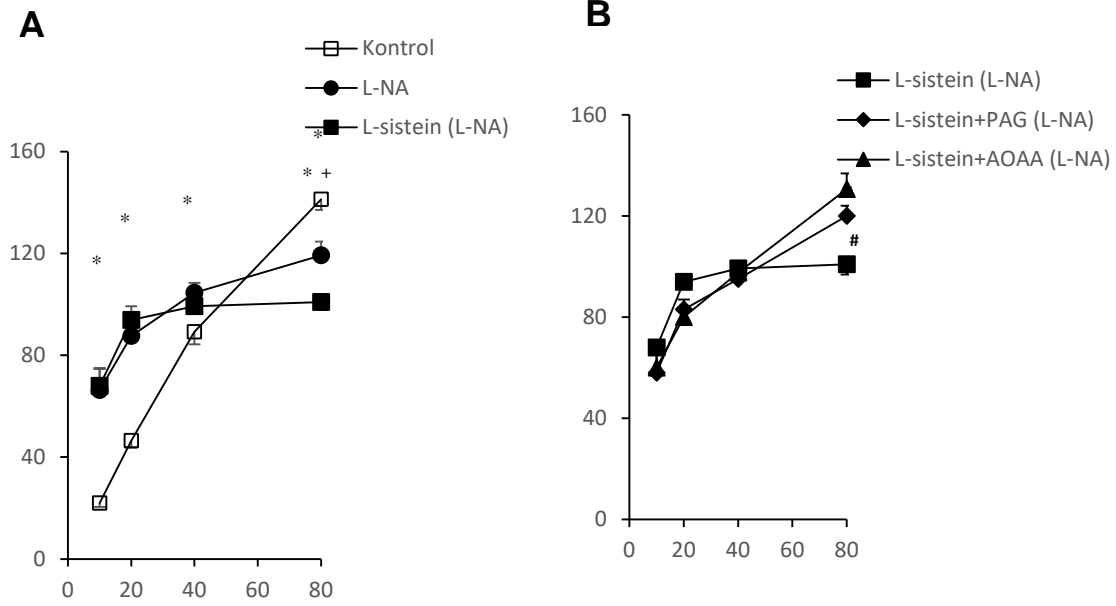 A
Kontrol
L-NA
L-sistein (L-NA)
*
* +
*
*
*
160
120
80
40
0
0 20 40 60 80
B
L-sistein (L-NA)
L-sistein+PAG (L-NA)
L-sistein+AOAA (L-NA)
160
120
#
80
40
0
0 20 40 60 80